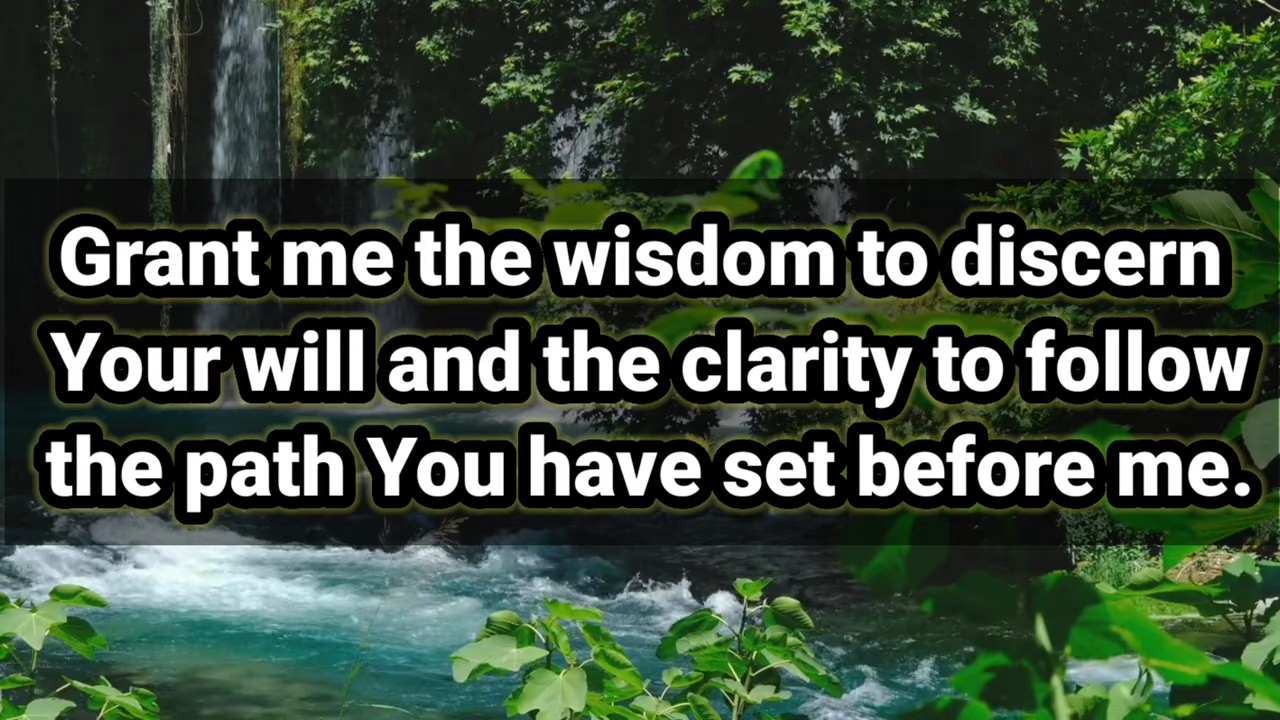 Grant me the wisdom to discern
Your will and the clarity to follow
the path You have set before me.